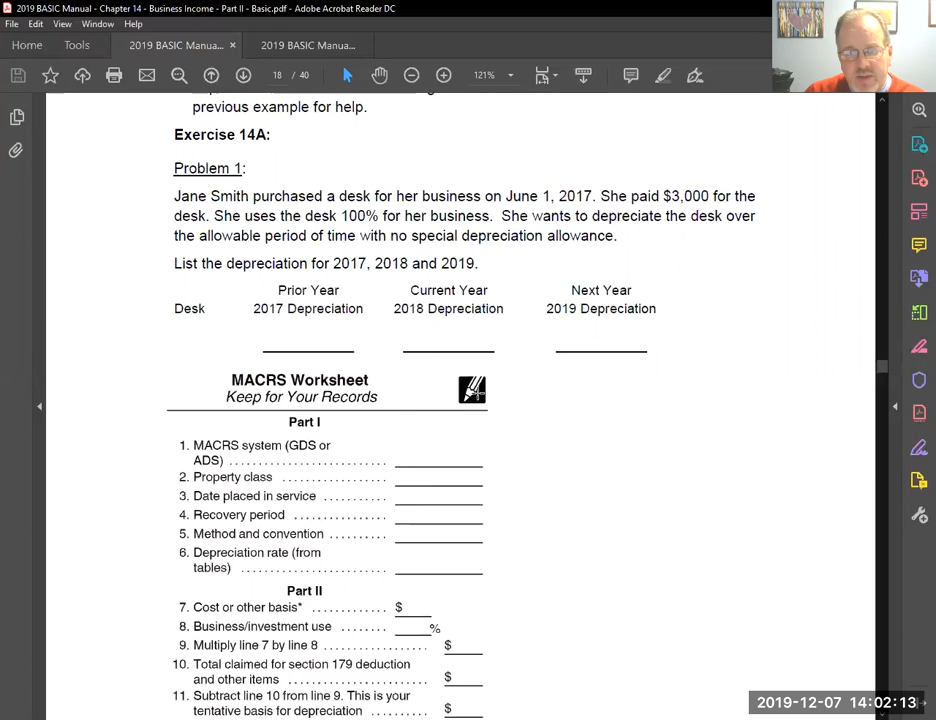 2019 BASIC Manual - Chapter 14 - Business Income - Part II - Basic.pdf - Adobe Acrobat Reader DC
File Edit View Window Help
Home Tools 2019 BASIC Manua... × 2019 BASIC Manua...
18 / 40 121%
previous example for help.
Exercise 14A:
Problem 1:
Jane Smith purchased a desk for her business on June 1, 2017. She paid $3,000 for the
desk. She uses the desk 100% for her business. She wants to depreciate the desk over
the allowable period of time with no special depreciation allowance.
List the depreciation for 2017, 2018 and 2019.
Prior Year Current Year Next Year
Desk 2017 Depreciation 2018 Depreciation 2019 Depreciation
MACRS Worksheet
Keep for Your Records
Part I
1. MACRS system (GDS or
ADS) ...........................
2. Property class ..................
3. Date placed in service ...........
4. Recovery period ................
5. Method and convention ..........
6. Depreciation rate (from
tables) .........................
Part II
7. Cost or other basis* ............ $
8. Business/investment use ........ %
9. Multiply line 7 by line 8 .................. $
10. Total claimed for section 179 deduction
and other items ........................ $
11. Subtract line 10 from line 9. This is your
tentative basis for depreciation ......... $
2019-12-07 14:02:13